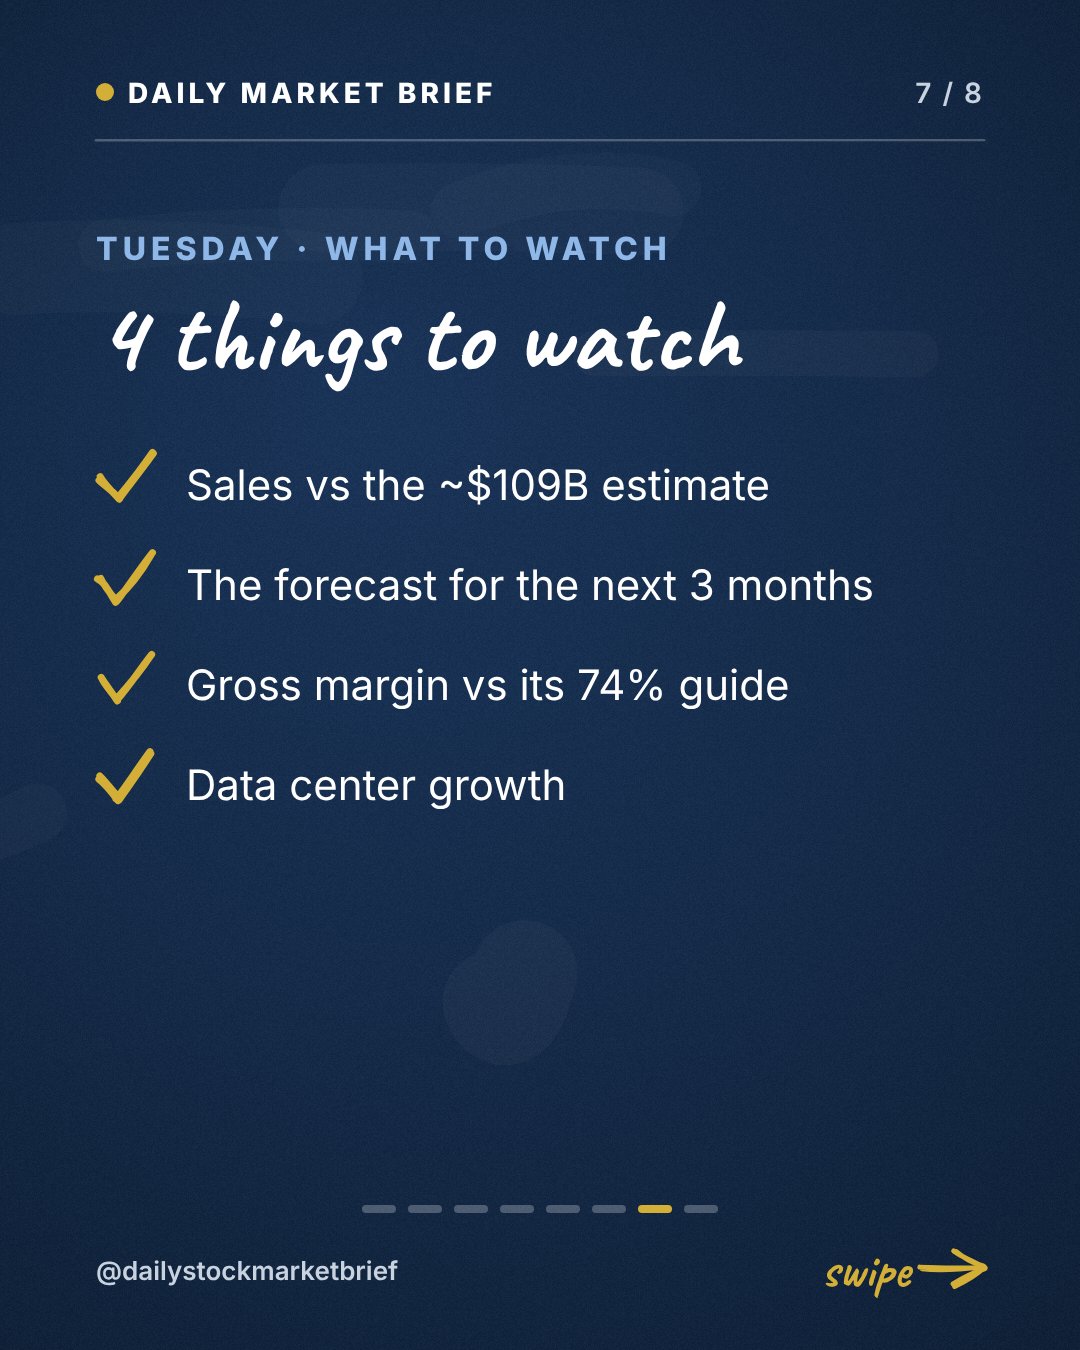 DAILY MARKET BRIEF
7 / 8
TUESDAY · WHAT TO WATCH
4 things to watch
Sales vs the ~$109B estimate
The forecast for the next 3 months
Gross margin vs its 74% guide
Data center growth
@dailystockmarketbrief
swipe